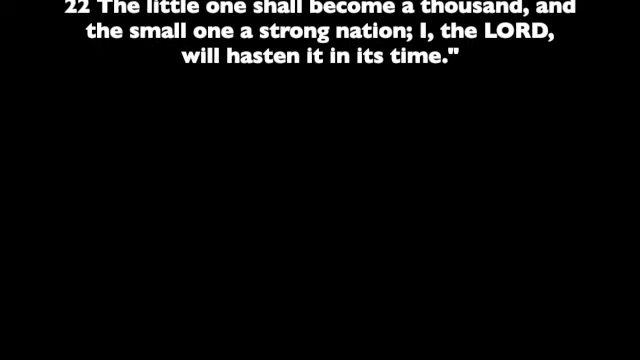 22 The little one shall become a thousand, and
the small one a strong nation; I, the LORD,
will hasten it in its time."